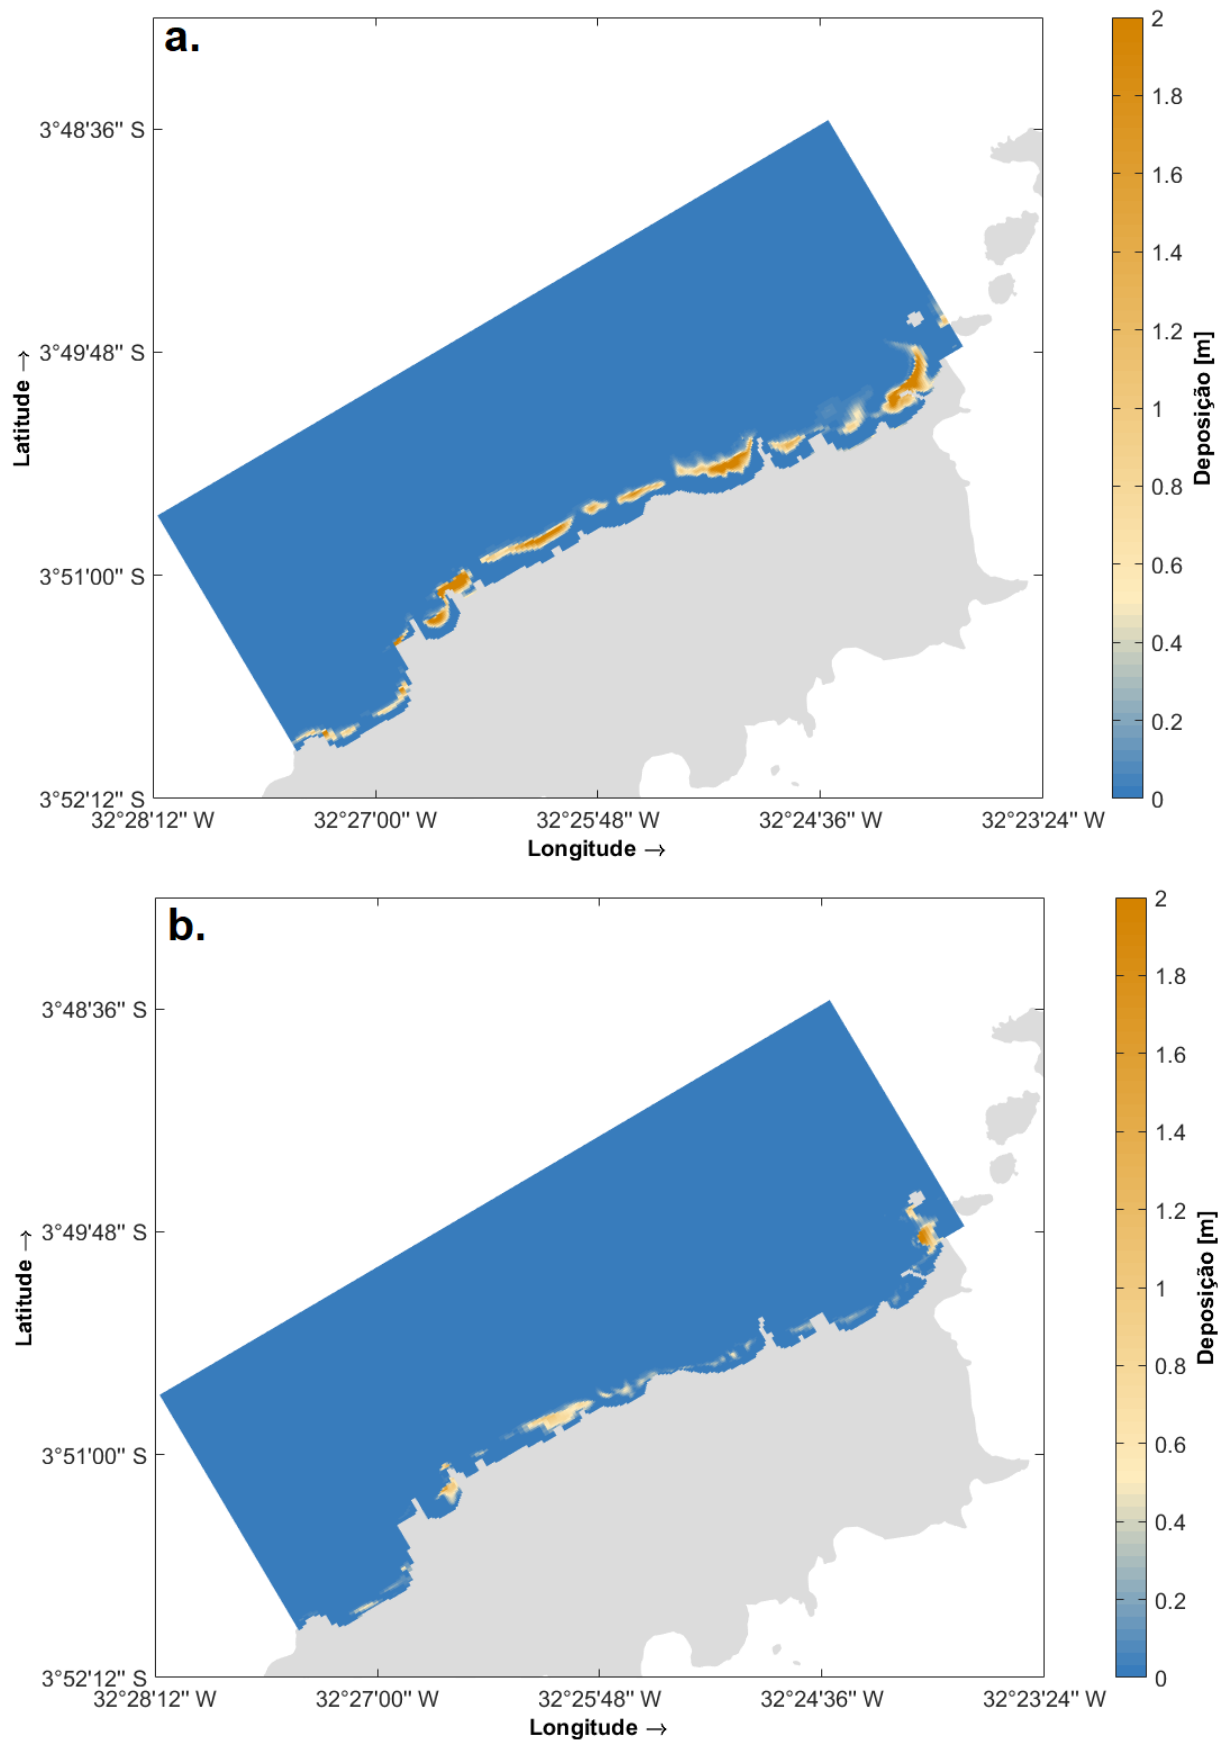 a.
3°48'36" S
3°49'48" S
3°51'00" S
3°52'12" S
Latitude →
32°28'12" W 32°27'00" W 32°25'48" W 32°24'36" W 32°23'24" W
Longitude →
2
1.8
1.6
1.4
1.2
1
0.8
0.6
0.4
0.2
0
Deposição [m]
b.
3°48'36" S
3°49'48" S
3°51'00" S
3°52'12" S
Latitude →
32°28'12" W 32°27'00" W 32°25'48" W 32°24'36" W 32°23'24" W
Longitude →
2
1.8
1.6
1.4
1.2
1
0.8
0.6
0.4
0.2
0
Deposição [m]